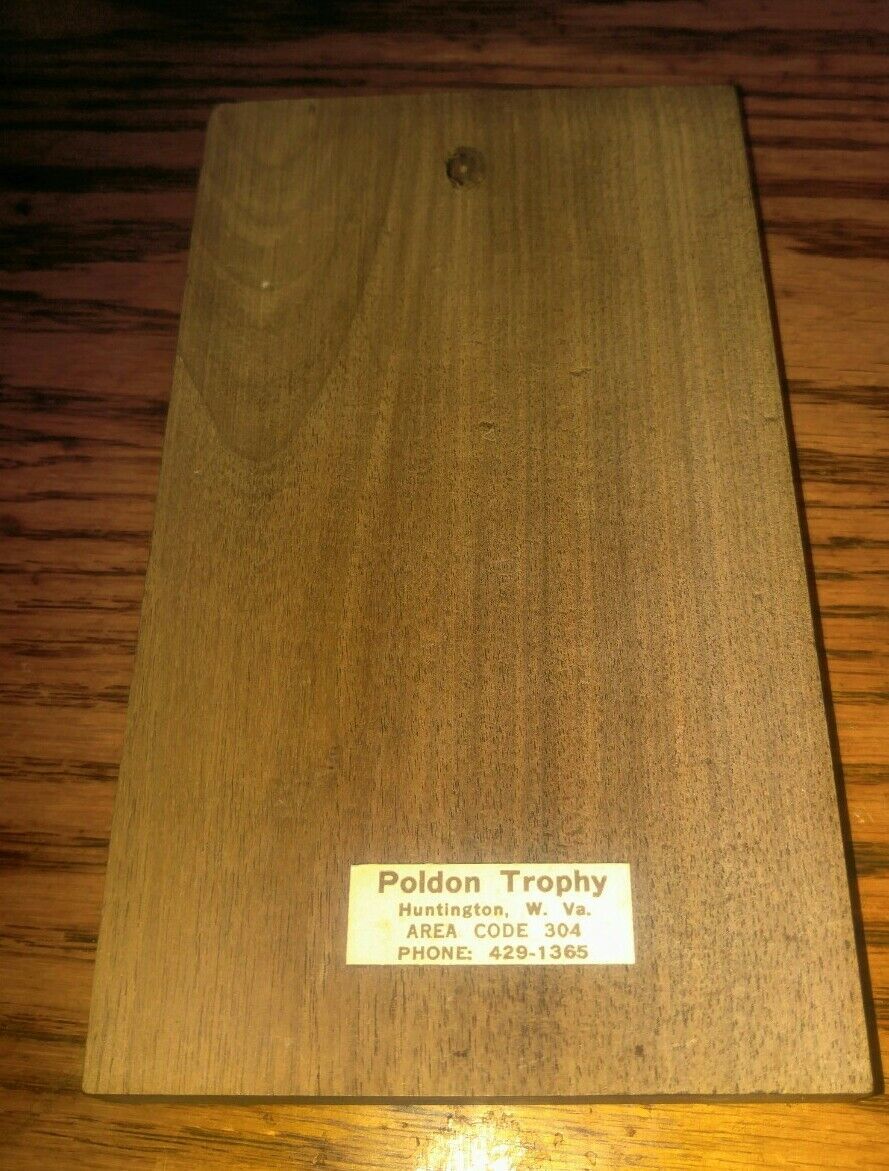 Poldon Trophy
Huntington, W. Va.
AREA CODE 304
PHONE: 429-1365